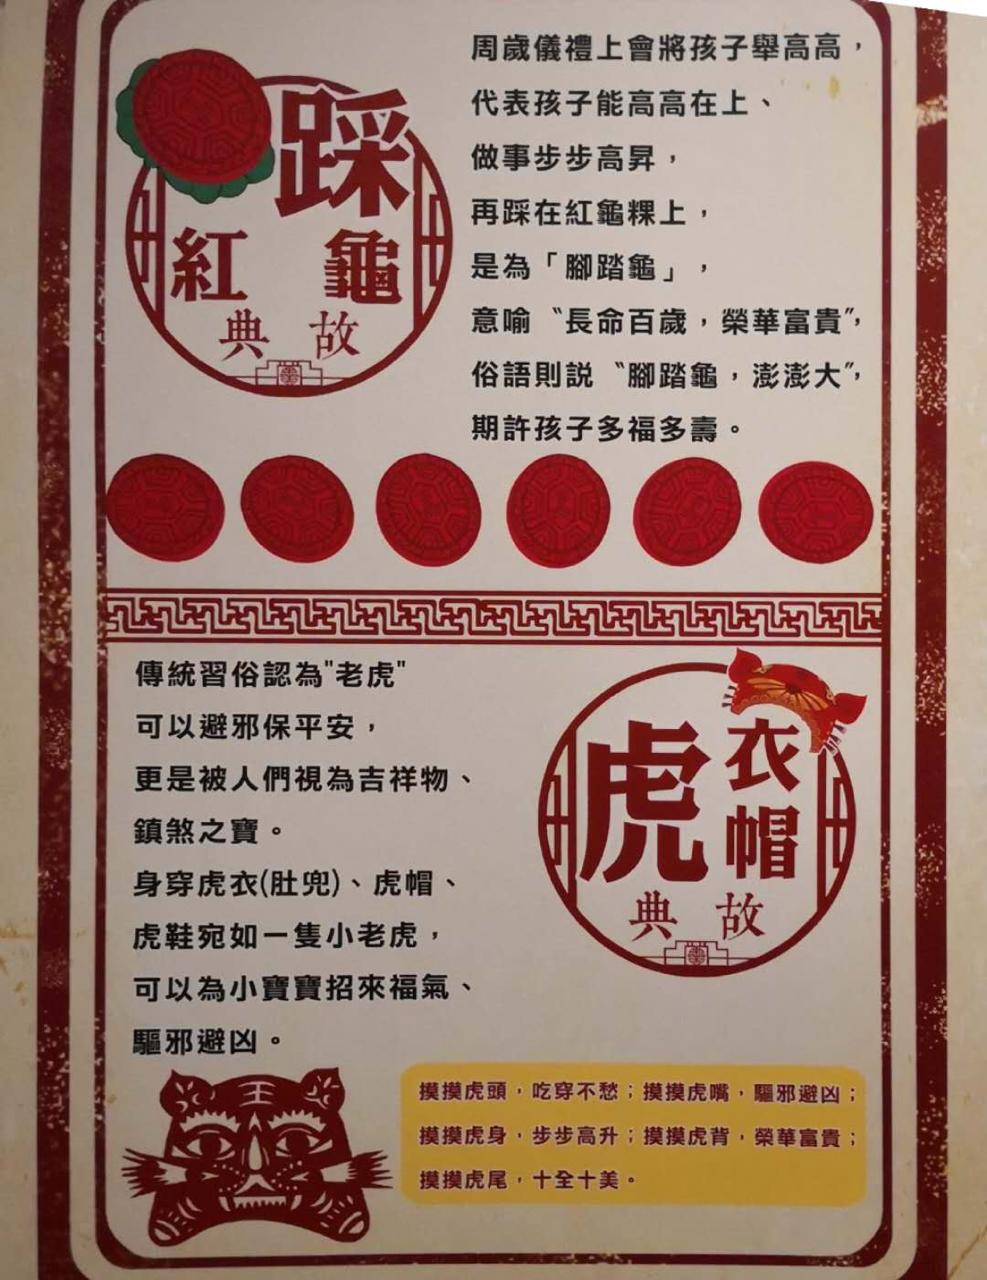 踩
紅龜
典故
周歲儀禮上會將孩子舉高高，
代表孩子能高高在上、
做事步步高昇，
再踩在紅龜粿上，
是為「腳踏龜」，
意喻〝長命百歲，榮華富貴〞，
俗語則説〝腳踏龜，澎澎大〞，
期許孩子多福多壽。
傳統習俗認為"老虎"
可以避邪保平安，
更是被人們視為吉祥物、
鎮煞之寶。
身穿虎衣(肚兜)、虎帽、
虎鞋宛如一隻小老虎，
可以為小寶寶招來福氣、
驅邪避凶。
虎衣帽
典故
王
摸摸虎頭，吃穿不愁；摸摸虎嘴，驅邪避凶；
摸摸虎身，步步高升；摸摸虎背，榮華富貴；
摸摸虎尾，十全十美。